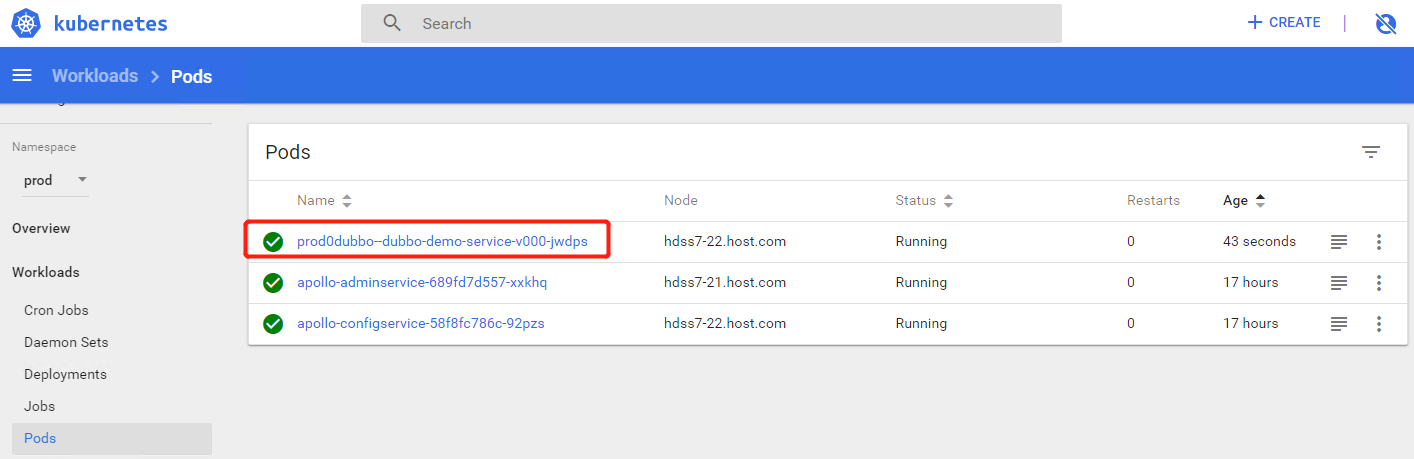 kubernetes
Search
CREATE
Workloads
Pods
Namespace
prod
Overview
Workloads
Cron Jobs
Daemon Sets
Deployments
Jobs
Pods
Pods
Name Node Status Restarts Age
prod0dubbo--dubbo-demo-service-v000-jwdps hdss7-22.host.com Running 0 43 seconds
apollo-adminservice-689fd7d557-xxkhq hdss7-21.host.com Running 0 17 hours
apollo-configservice-58f8fc786c-92pzs hdss7-22.host.com Running 0 17 hours